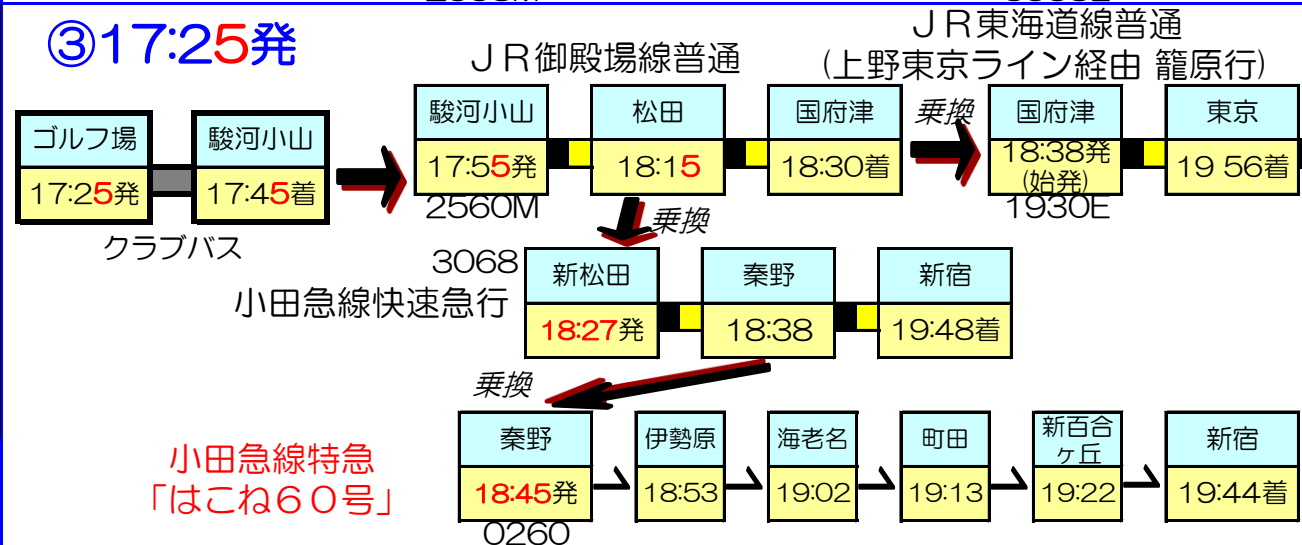 ③17:25発
JR御殿場線普通
JR東海道線普通
(上野東京ライン経由 籠原行)
ゴルフ場
17:25発
駿河小山
17:45着
クラブバス
駿河小山
17:55発
2560M
松田
18:15
国府津
18:30着
乗換
国府津
18:38発
(始発)
1930E
東京
19 56着
乗換
3068
小田急線快速急行
新松田
18:27発
秦野
18:38
新宿
19:48着
乗換
小田急線特急
「はこね60号」
秦野
18:45発
0260
伊勢原
18:53
海老名
19:02
町田
19:13
新百合
ヶ丘
19:22
新宿
19:44着